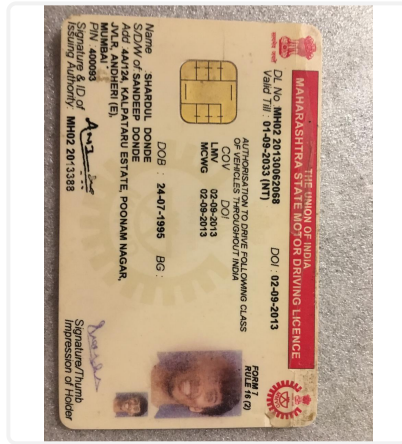 THE UNION OF INDIA
MAHARASHTRA STATE MOTOR DRIVING LICENCE
DL No. MH02 20130062068 DOI : 02-09-2013
Valid Till : 01-09-2033 (NT)
FORM 7
RULE 16 (2)
AUTHORISATION TO DRIVE FOLLOWING CLASS
OF VEHICLES THROUGHOUT INDIA
COV DOI
LMV 02-09-2013
MCWG 02-09-2013
DOB : 24-07-1995 BG :
Name SHARDUL DONDE
S/D/W of SANDEEP DONDE
Add 4A/124, KALPATARU ESTATE, POONAM NAGAR,
JVLR, ANDHERI (E),
MUMBAI
PIN : 400093
Signature & ID of
Issuing Authority: MH02 2013388
Signature/Thumb
Impression of Holder